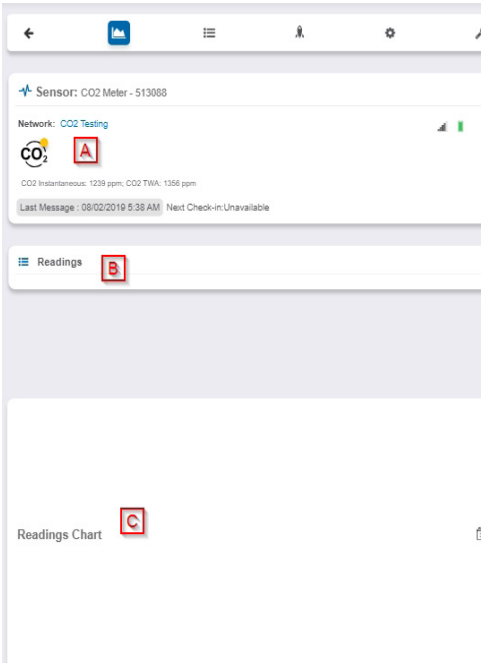 Sensor: CO2 Meter - 513088
Network: CO2 Testing
CO2 A
CO2 Instantaneous: 1239 ppm; CO2 TWA: 1356 ppm
Last Message : 08/02/2019 5:38 AM Next Check-in:Unavailable
Readings B
Readings Chart C